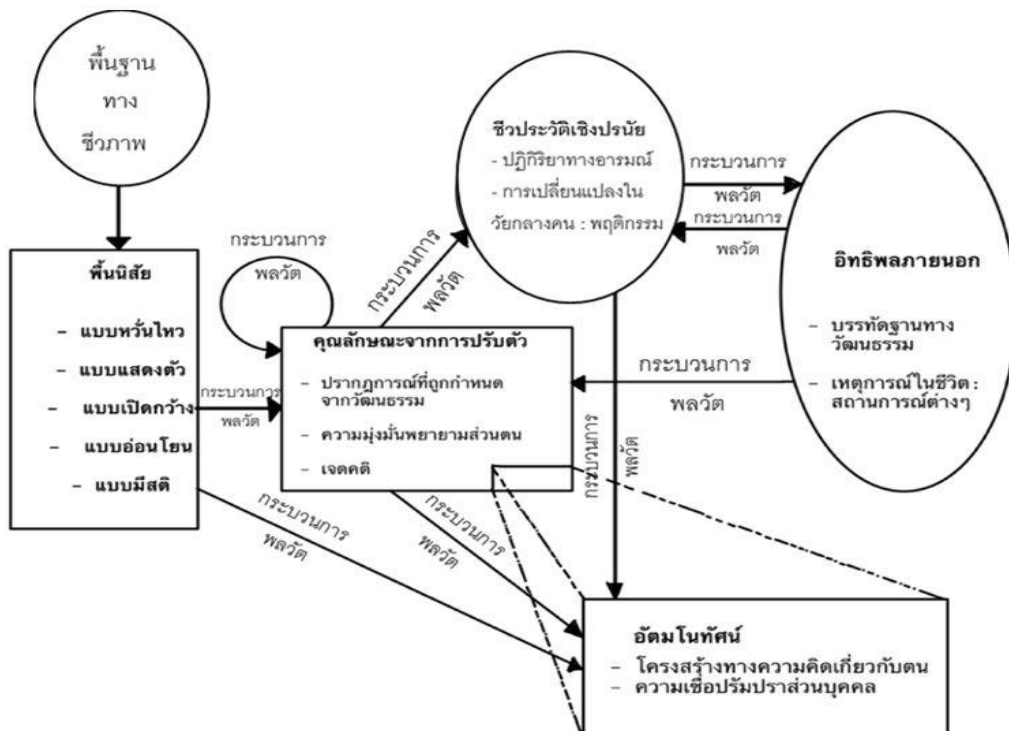 พื้นฐาน
ทาง
ชีวภาพ
ชีวประวัติเชิงปรนัย
- ปฏิกิริยาทางอารมณ์
- การเปลี่ยนแปลงใน
วัยกลางคน : พฤติกรรม
กระบวนการ
พลวัต
กระบวนการ
พลวัต
อิทธิพลภายนอก
- บรรทัดฐานทาง
วัฒนธรรม
- เหตุการณ์ในชีวิต :
สถานการณ์ต่างๆ
กระบวนการ
พลวัต
กระบวนการ
พลวัต
พื้นนิสัย
- แบบหวั่นไหว
- แบบแสดงตัว
- แบบเปิดกว้าง
- แบบอ่อนโยน
- แบบมีสติ
กระบวนการ
พลวัต
คุณลักษณะจากการปรับตัว
- ปรากฏการณ์ที่ถูกกำหนด
จากวัฒนธรรม
- ความมุ่งมั่นพยายามส่วนตน
- เจตคติ
กระบวนการ
พลวัต
กระบวนการ
พลวัต
กระบวนการ
พลวัต
กระบวนการ
พลวัต
อัตมโนทัศน์
- โครงสร้างทางความคิดเกี่ยวกับตน
- ความเชื่อปรัมปราส่วนบุคคล